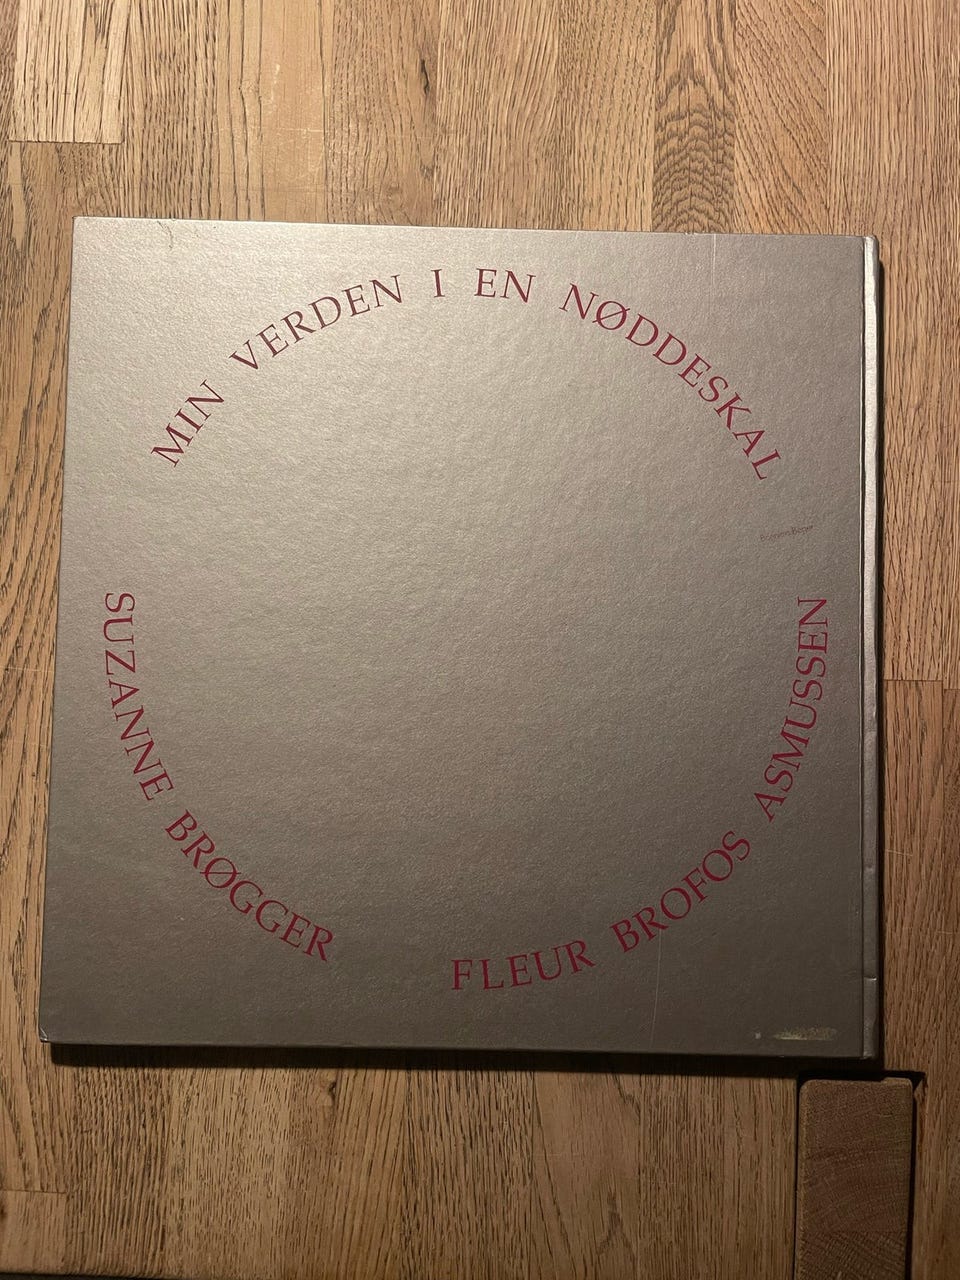 MIN VERDEN I EN NØDDESKAL
SUZANNE BRØGGER
FLEUR BROFOS ASMUSSEN